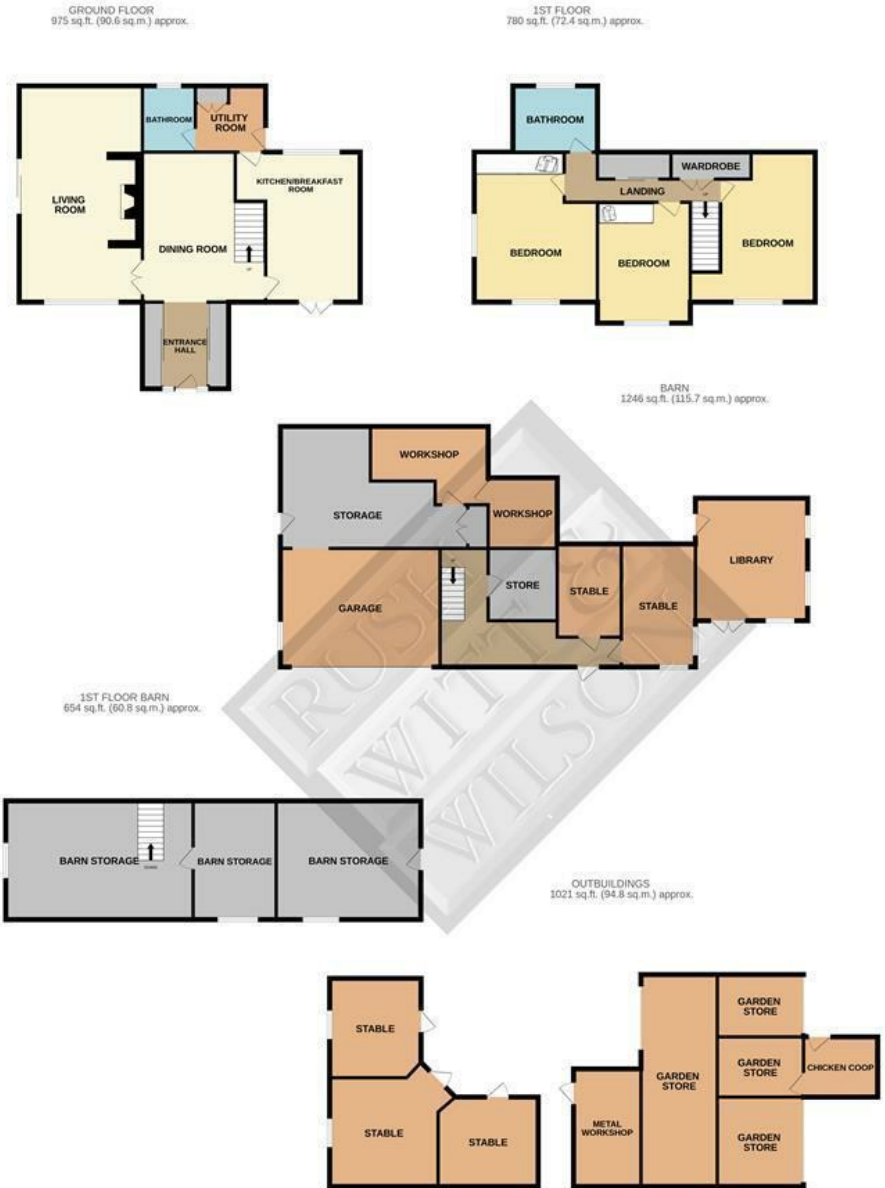 GROUND FLOOR
975 sq.ft. (90.6 sq.m.) approx.
1ST FLOOR
780 sq.ft. (72.4 sq.m.) approx.
BATHROOM
UTILITY
ROOM
LIVING
ROOM
KITCHEN/BREAKFAST
ROOM
DINING ROOM
UP
ENTRANCE
HALL
BATHROOM
WARDROBE
LANDING
BEDROOM
BEDROOM
BEDROOM
BARN
1246 sq.ft. (115.7 sq.m.) approx.
WORKSHOP
STORAGE
WORKSHOP
LIBRARY
GARAGE
STORE
STABLE
STABLE
RUSH
WITT &
WILSON
1ST FLOOR BARN
654 sq.ft. (60.8 sq.m.) approx.
BARN STORAGE
BARN STORAGE
BARN STORAGE
OUTBUILDINGS
1021 sq.ft. (94.8 sq.m.) approx.
STABLE
STABLE
STABLE
GARDEN
STORE
GARDEN
STORE
CHICKEN COOP
GARDEN
STORE
METAL
WORKSHOP
GARDEN
STORE